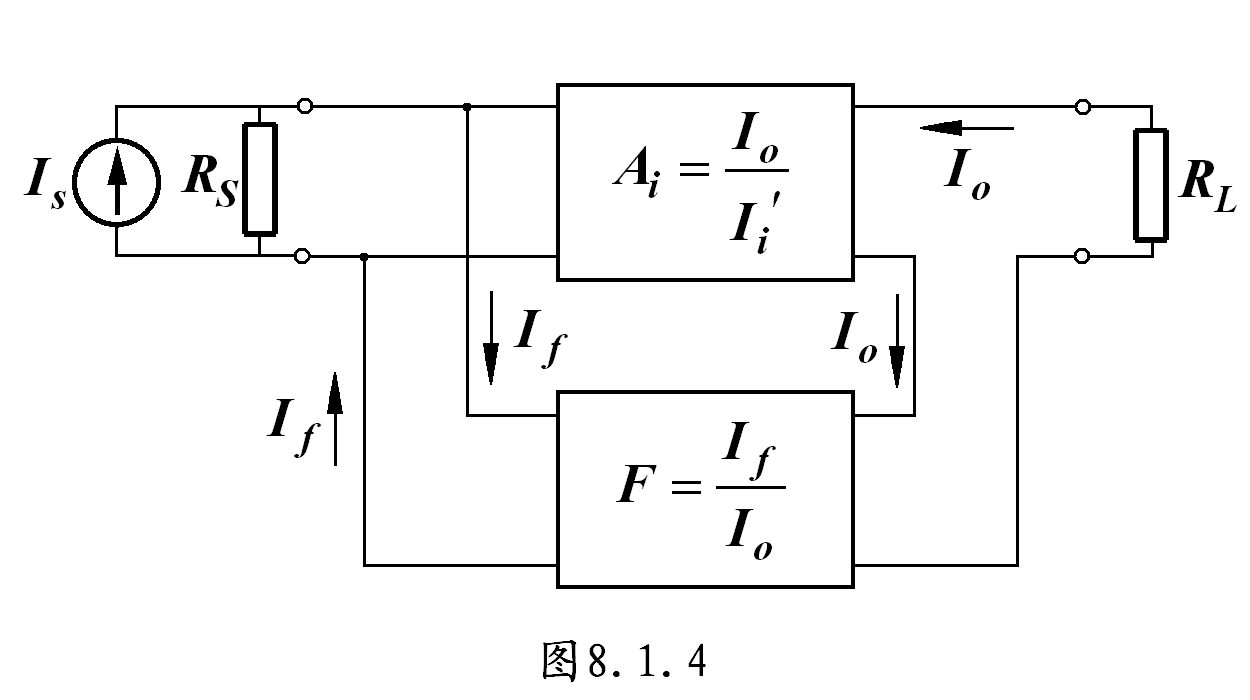 I_s
R_S
A_i = I_o / I_i'
I_o
R_L
I_f
I_o
I_f
F = I_f / I_o
图8.1.4